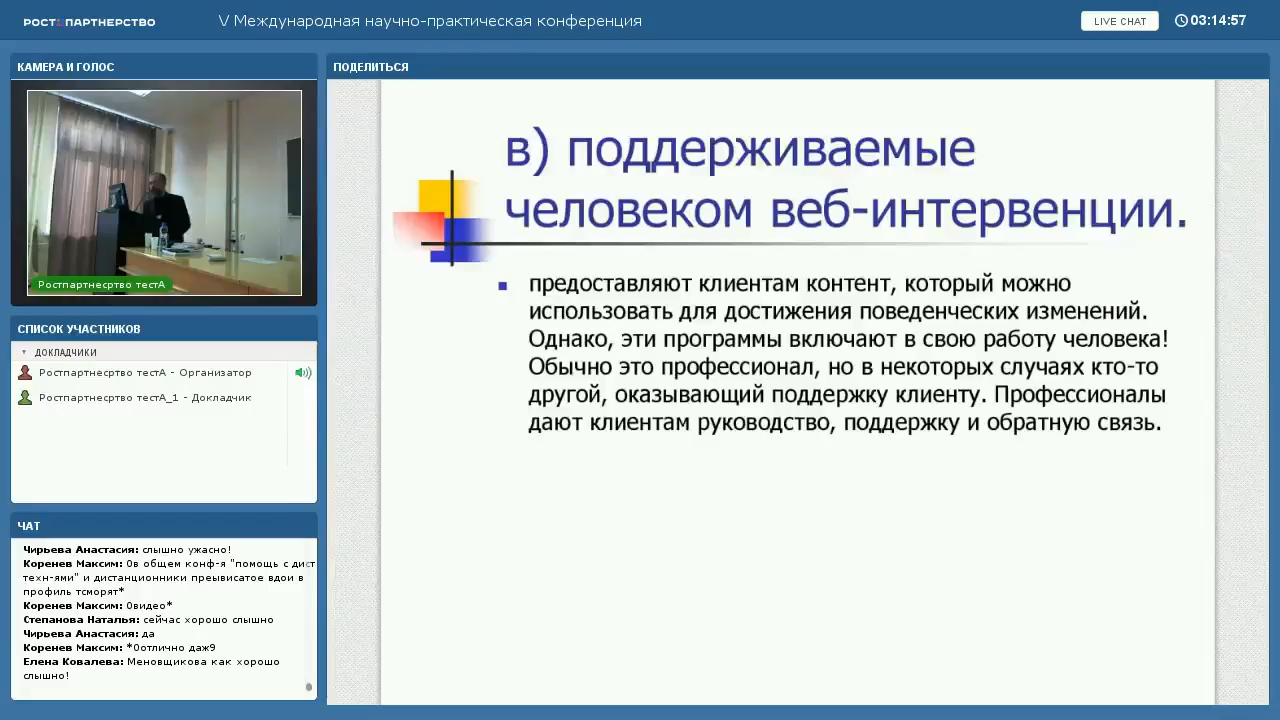 РОСТ ПАРТНЕРСТВО
V Международная научно-практическая конференция
LIVE CHAT
03:14:57
КАМЕРА И ГОЛОС
Ростпартнесртво тестА
СПИСОК УЧАСТНИКОВ
ДОКЛАДЧИКИ
Ростпартнесртво тестА - Организатор
Ростпартнесртво тестА_1 - Докладчик
ЧАТ
Чирьева Анастасия: слышно ужасно!
Коренев Максим: 0в общем конф-я "помощь с дист
техн-ями" и дистанционники преывисатое вдои в
профиль тсморят*
Коренев Максим: 0видео*
Степанова Наталья: сейчас хорошо слышно
Чирьева Анастасия: да
Коренев Максим: *0отлично даж9
Елена Ковалева: Меновщикова как хорошо
слышно!
ПОДЕЛИТЬСЯ
в) поддерживаемые
человеком веб-интервенции.
предоставляют клиентам контент, который можно
использовать для достижения поведенческих изменений.
Однако, эти программы включают в свою работу человека!
Обычно это профессионал, но в некоторых случаях кто-то
другой, оказывающий поддержку клиенту. Профессионалы
дают клиентам руководство, поддержку и обратную связь.